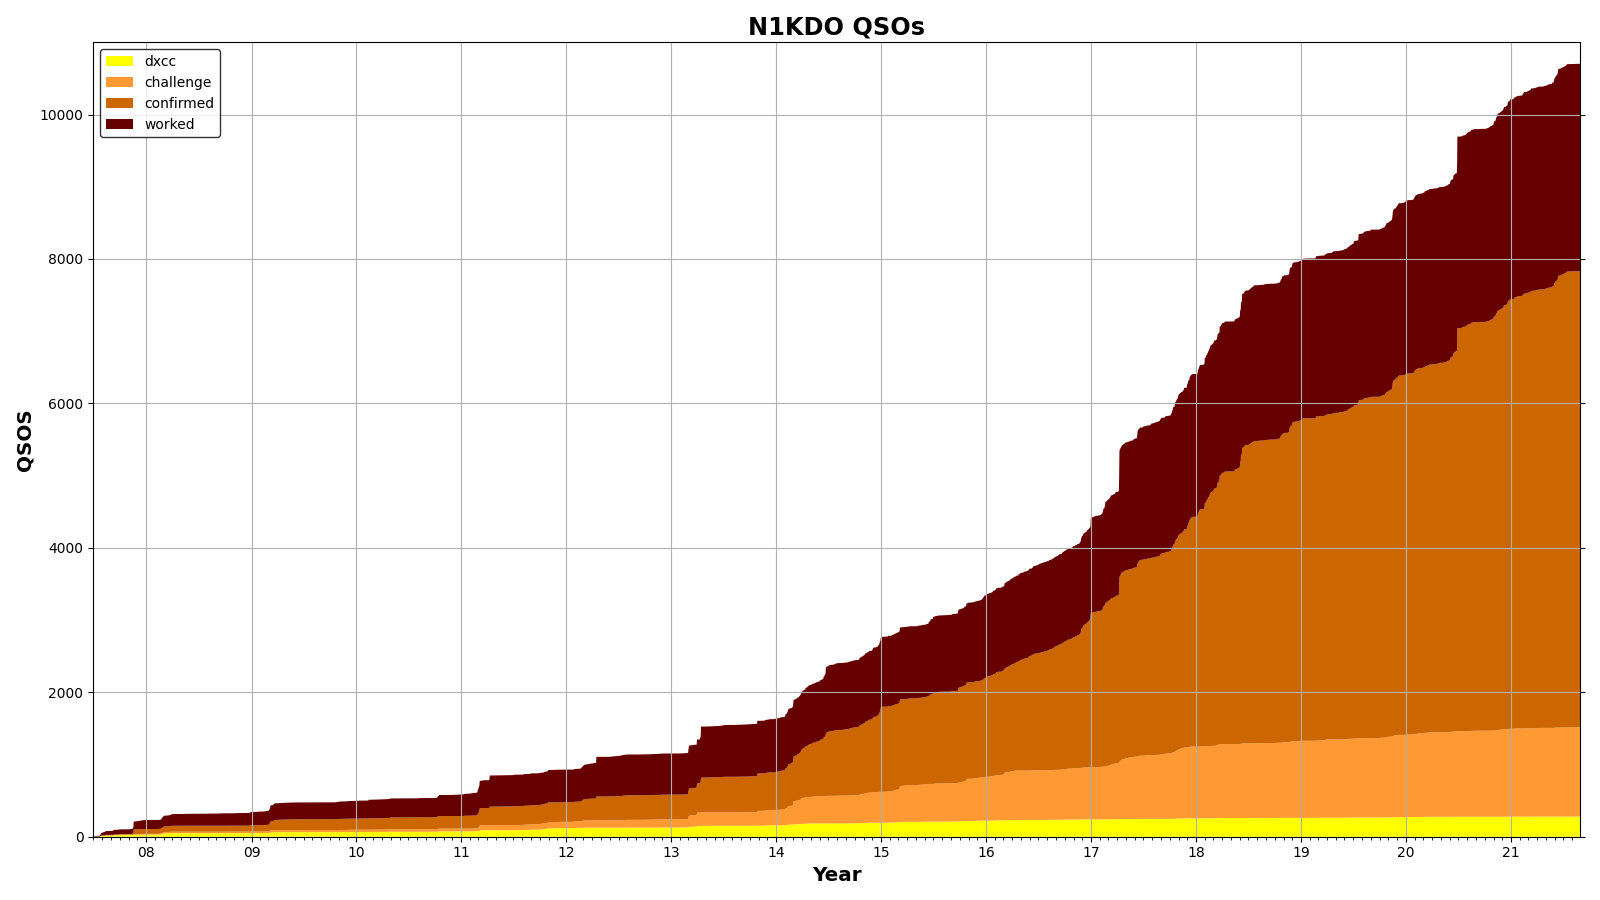 N1KDO QSOs
dxcc
challenge
confirmed
worked
10000
8000
6000
4000
2000
0
QSOS
08 09 10 11 12 13 14 15 16 17 18 19 20 21
Year